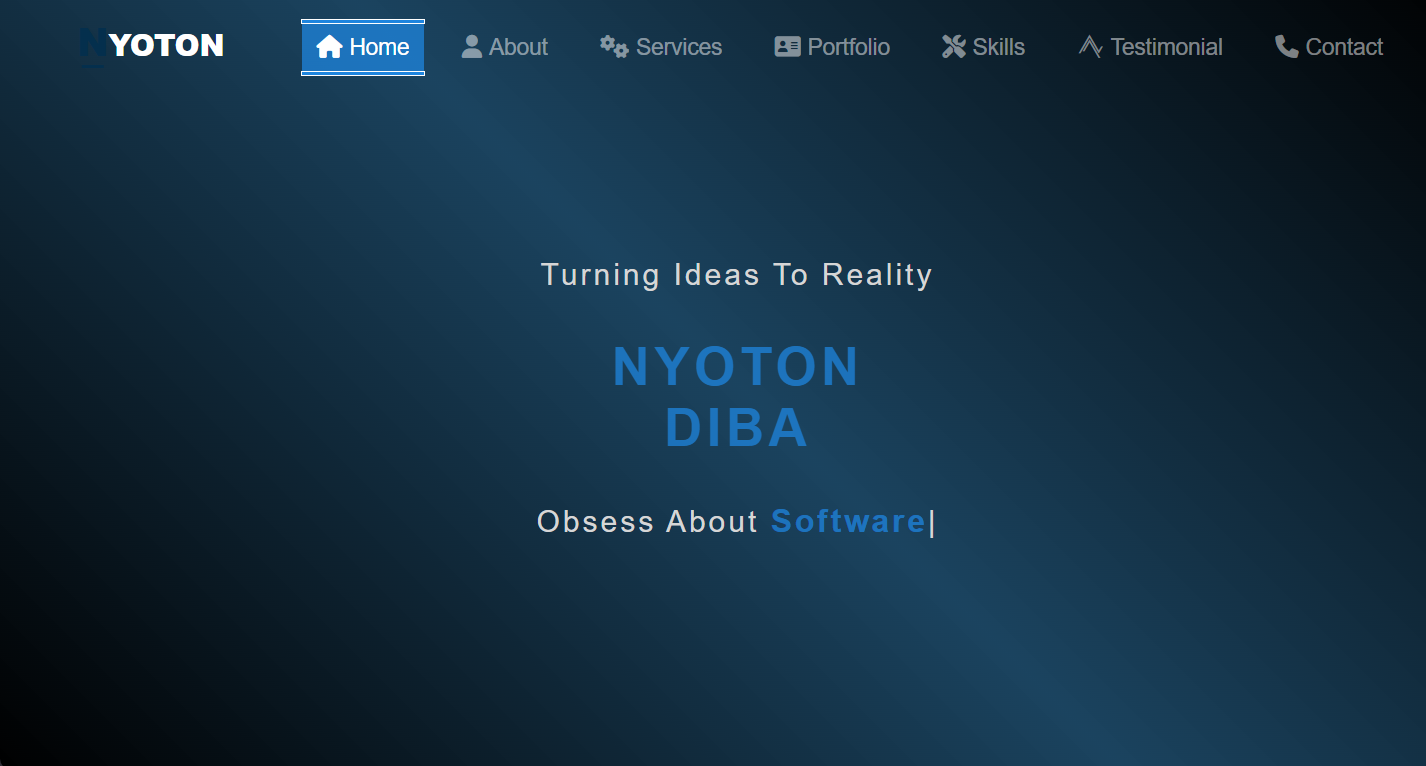 NYOTON Home About Services Portfolio Skills Testimonial Contact
Turning Ideas To Reality
NYOTON
DIBA
Obsess About Software|